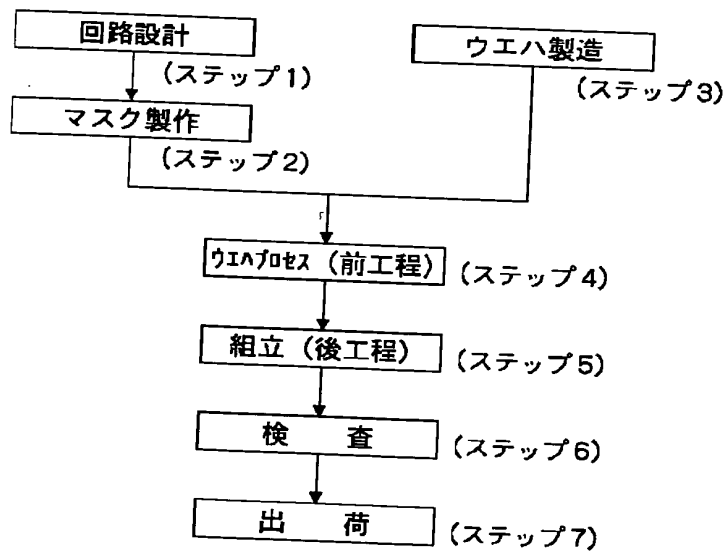 回路設計
(ステップ1)
マスク製作
(ステップ2)
ウエハ製造
(ステップ3)
ウエハプロセス(前工程)
(ステップ4)
組立(後工程)
(ステップ5)
検 査
(ステップ6)
出 荷
(ステップ7)